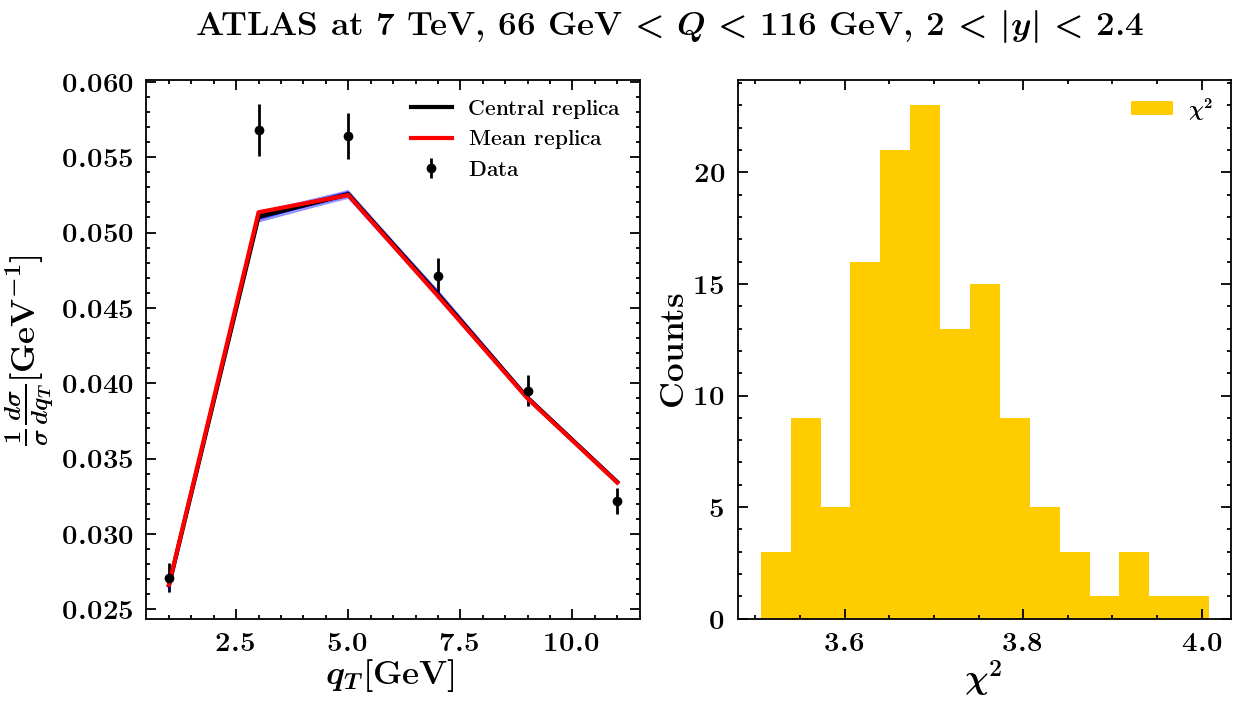 ATLAS at 7 TeV, 66 GeV < Q < 116 GeV, 2 < |y| < 2.4
0.060
0.055
0.050
0.045
0.040
0.035
0.030
0.025
1/σ dσ/dq_T [GeV⁻¹]
Central replica
Mean replica
Data
2.5 5.0 7.5 10.0
q_T[GeV]
χ²
20
15
10
5
0
Counts
3.6 3.8 4.0
χ²